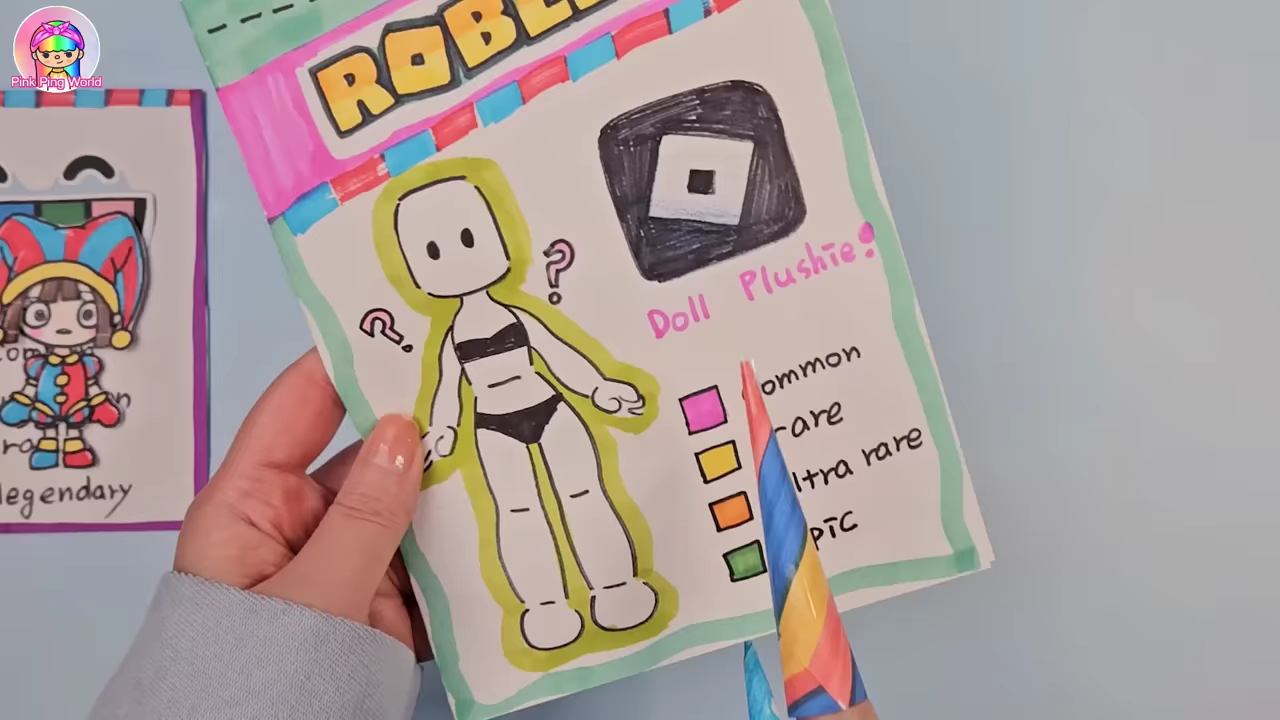 Pink Ping World
ROBL
?
?
Doll Plushie!
ommon
rare
ltra rare
pic
legendary